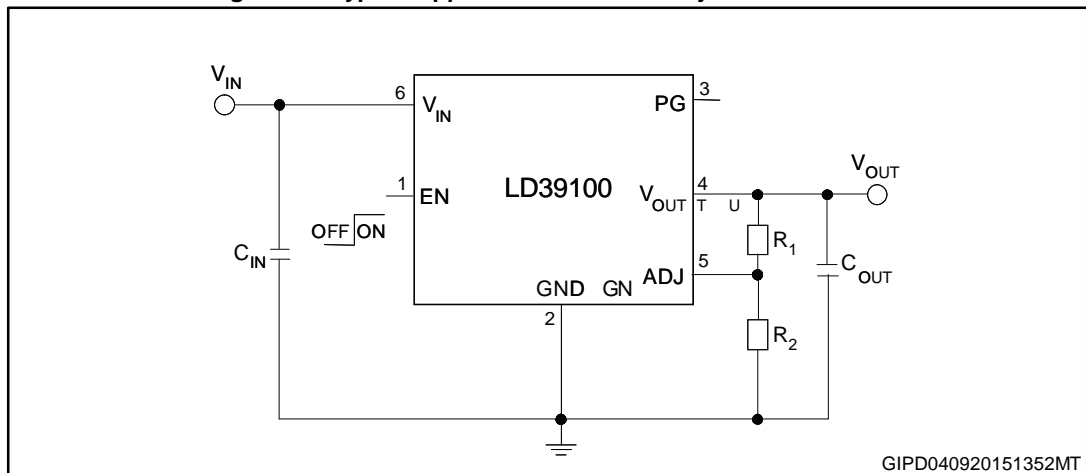 V_IN
6
V_IN
3
PG
1
EN
LD39100
V_OUT
4
T U
V_OUT
OFF ON
C_IN
R_1
5
ADJ
C_OUT
GND GN
2
R_2
GIPD040920151352MT